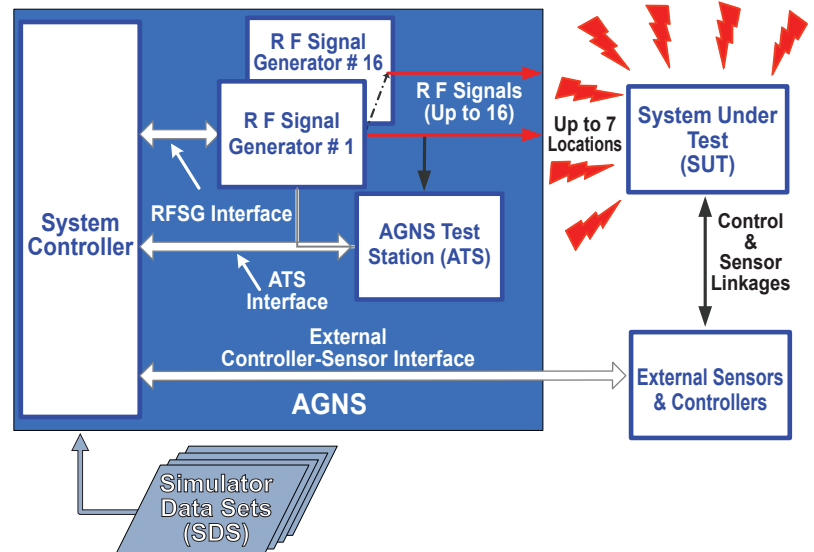 R F Signal
Generator # 16
R F Signal
Generator # 1
R F Signals
(Up to 16)
Up to 7
Locations
System Under
Test
(SUT)
RFSG Interface
System
Controller
AGNS Test
Station (ATS)
Control
&
Sensor
Linkages
ATS
Interface
External
Controller-Sensor Interface
External Sensors
& Controllers
AGNS
Simulator
Data Sets
(SDS)